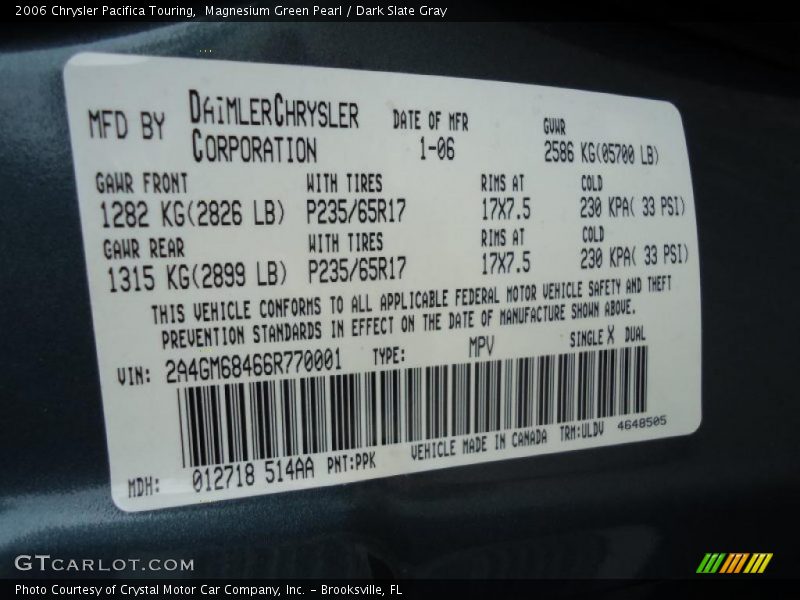 2006 Chrysler Pacifica Touring,  Magnesium Green Pearl / Dark Slate Gray
MFD BY DAiMLERCHRYSLER CORPORATION DATE OF MFR 1-06 GVWR 2586 KG(05700 LB)
GAWR FRONT WITH TIRES RIMS AT COLD
1282 KG(2826 LB) P235/65R17 17X7.5 230 KPA( 33 PSI)
GAWR REAR WITH TIRES RIMS AT COLD
1315 KG(2899 LB) P235/65R17 17X7.5 230 KPA( 33 PSI)
THIS VEHICLE CONFORMS TO ALL APPLICABLE FEDERAL MOTOR VEHICLE SAFETY AND THEFT
PREVENTION STANDARDS IN EFFECT ON THE DATE OF MANUFACTURE SHOWN ABOVE.
VIN: 2A4GM68466R770001 TYPE: MPV SINGLE X DUAL
MDH: 012718 514AA PNT:PPK VEHICLE MADE IN CANADA TRM:ULDV 4648505
GTCARLOT.COM
Photo Courtesy of Crystal Motor Car Company, Inc. – Brooksville, FL